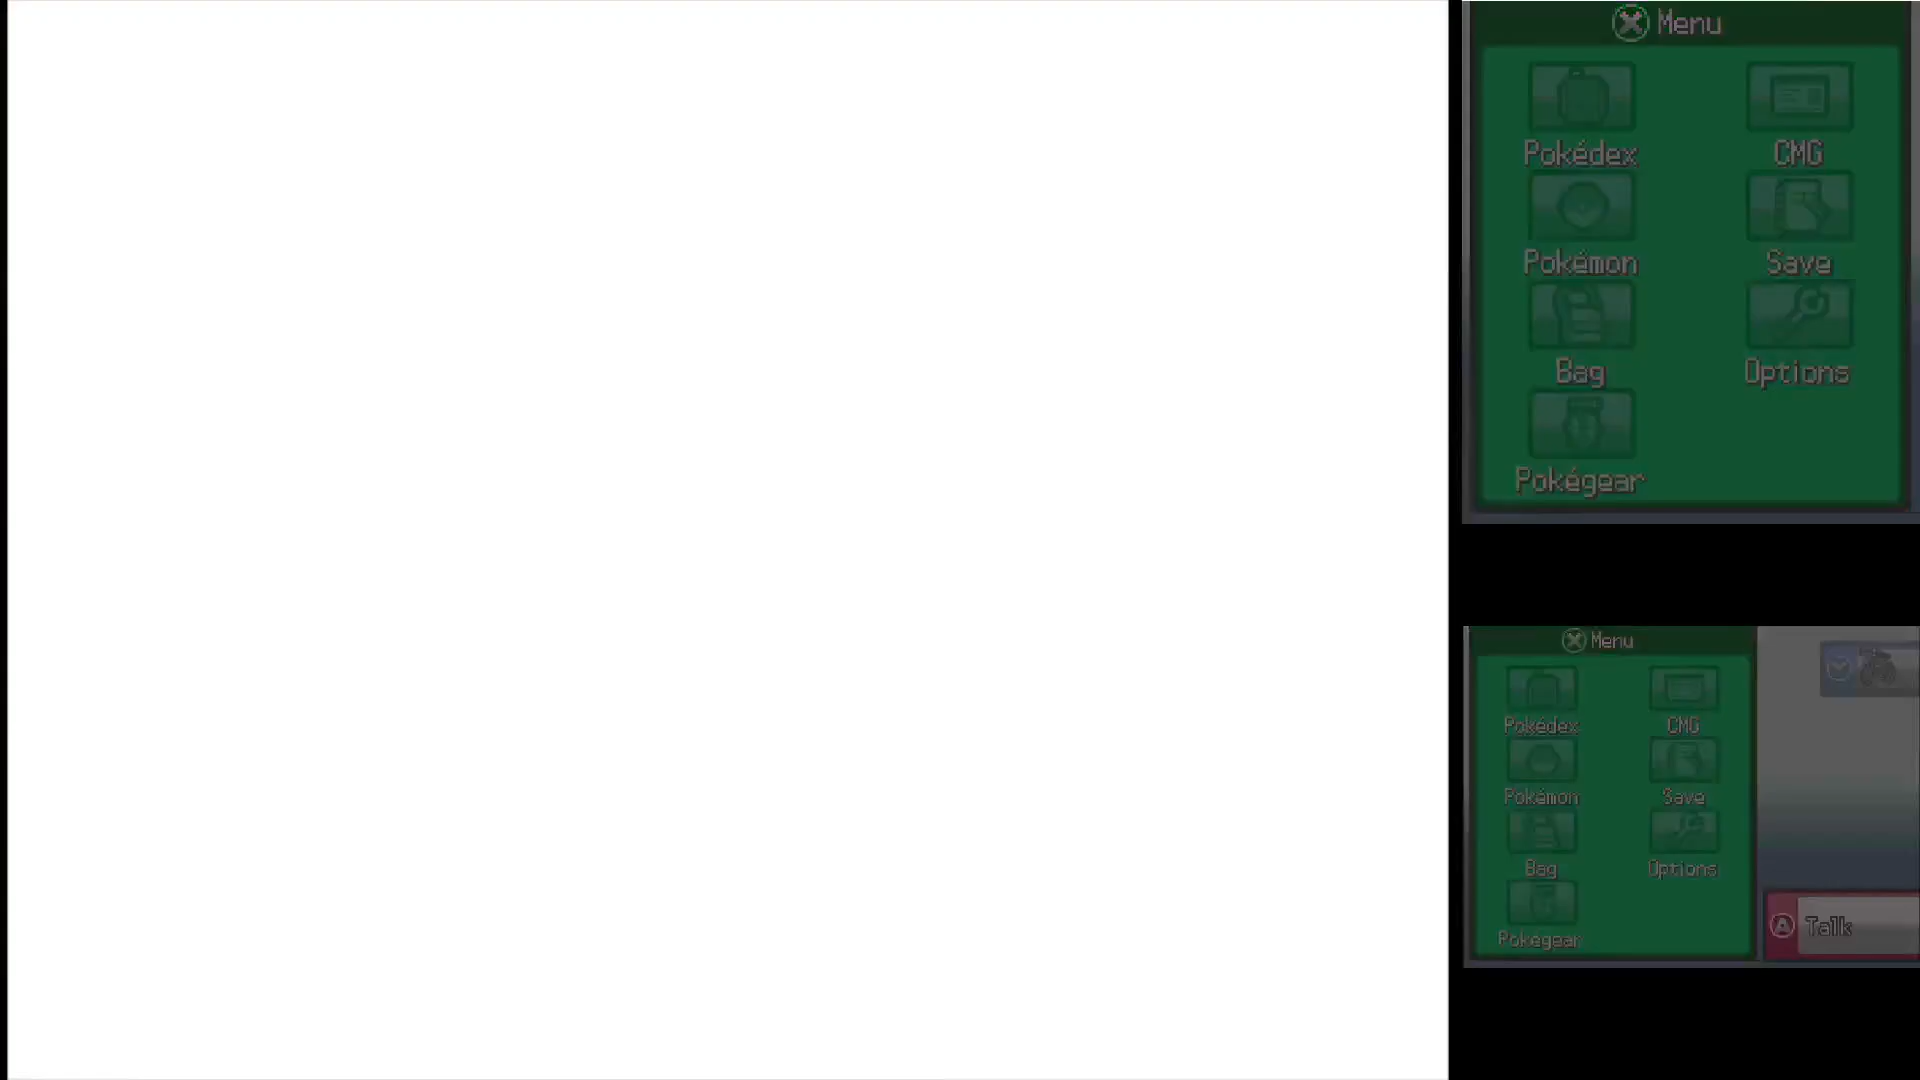 Menu
Pokédex CMG
Pokémon Save
Bag Options
Pokégear
Menu
Pokédex CMG
Pokémon Save
Bag Options
Pokégear
A Talk